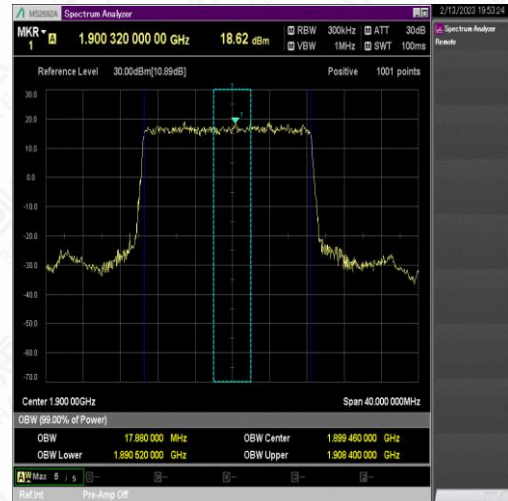 MS2692A Spectrum Analyzer
2/13/2023 19:53:24
MKR 1 A 1.900 320 000 00 GHz 18.62 dBm
RBW 300kHz ATT 30dB
VBW 1MHz SWT 100ms
Spectrum Analyzer
Remote
Reference Level 30.00dBm[10.89dB] Positive 1001 points
30.0
1
20.0
1
10.0
0.0
-10.0
-20.0
-30.0
-40.0
-50.0
-60.0
-70.0
Center 1.900 00GHz Span 40.000 000MHz
OBW (99.00% of Power)
OBW 17.880 000 MHz OBW Center 1.899 460 000 GHz
OBW Lower 1.890 520 000 GHz OBW Upper 1.908 400 000 GHz
Max 5 / 5
Ref.Int Pre-Amp Off